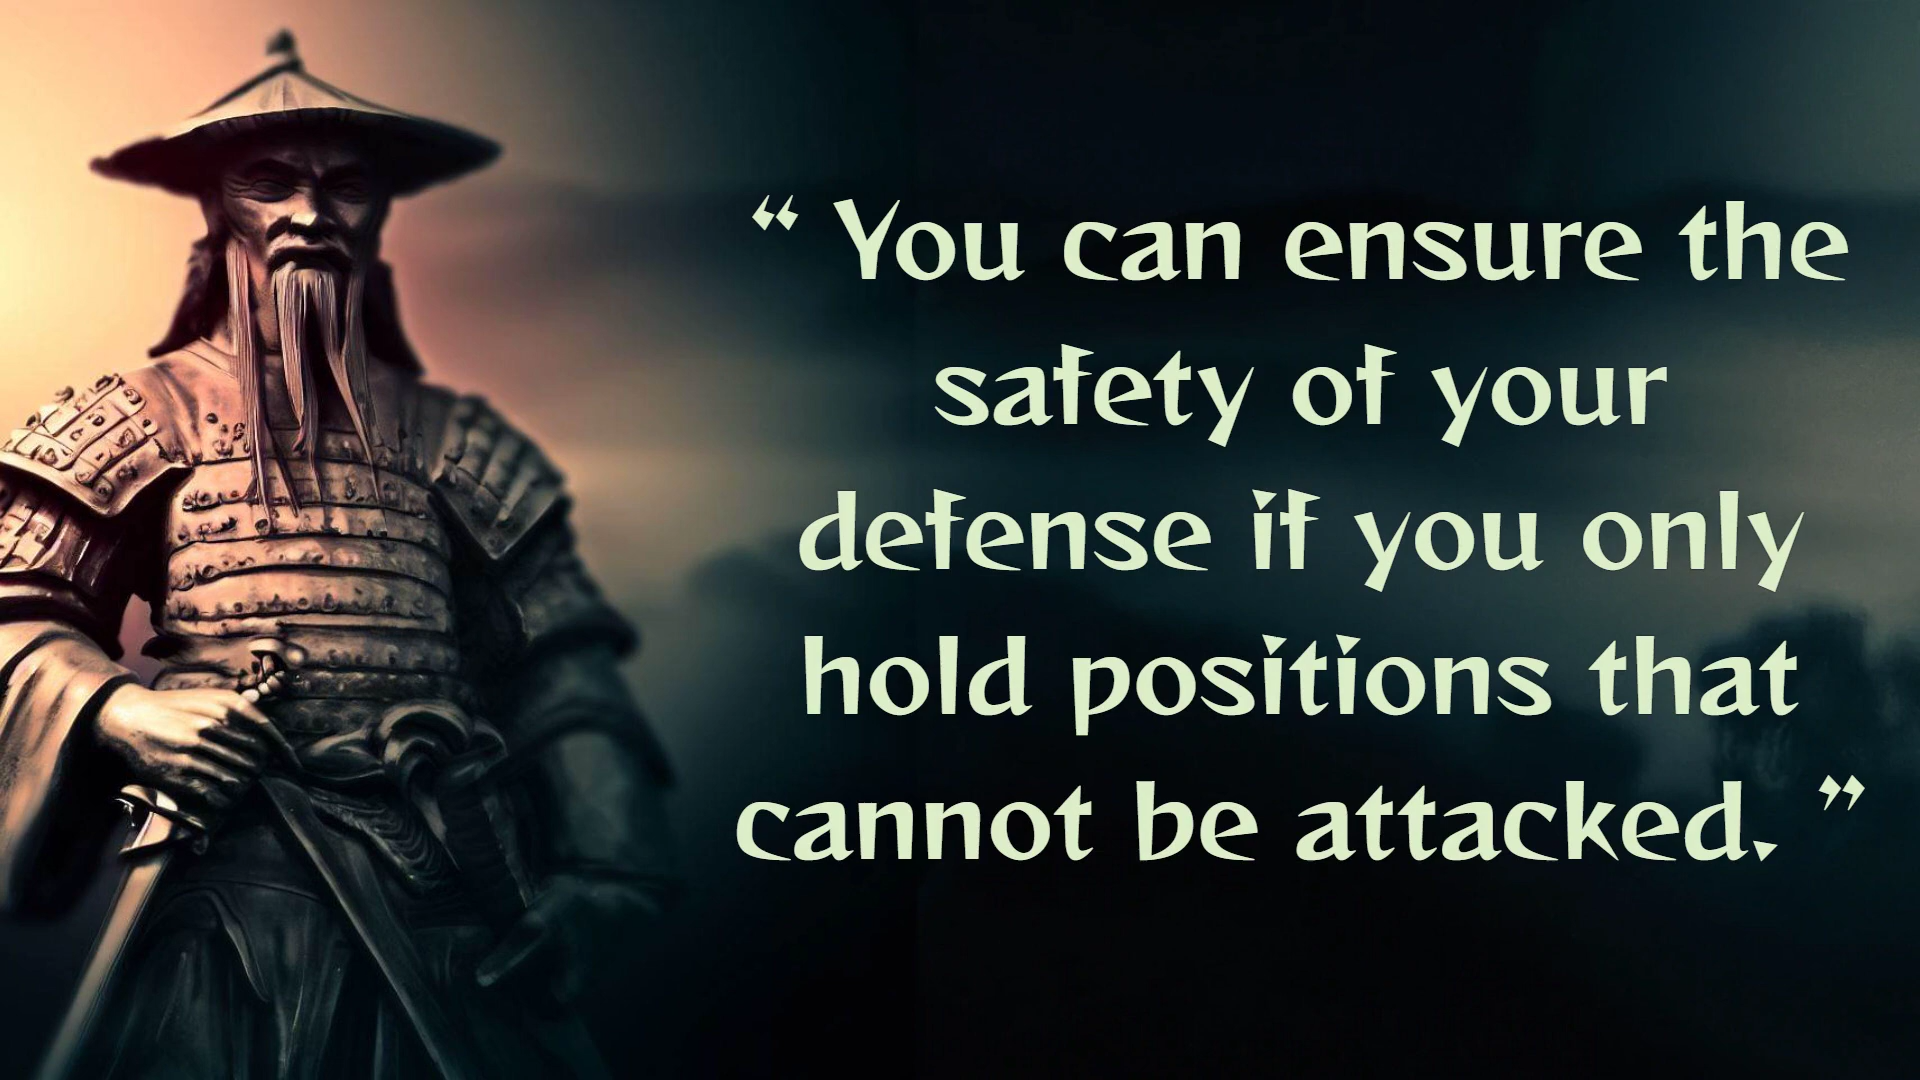 “ You can ensure the
safety of your
defense if you only
hold positions that
cannot be attacked. ”